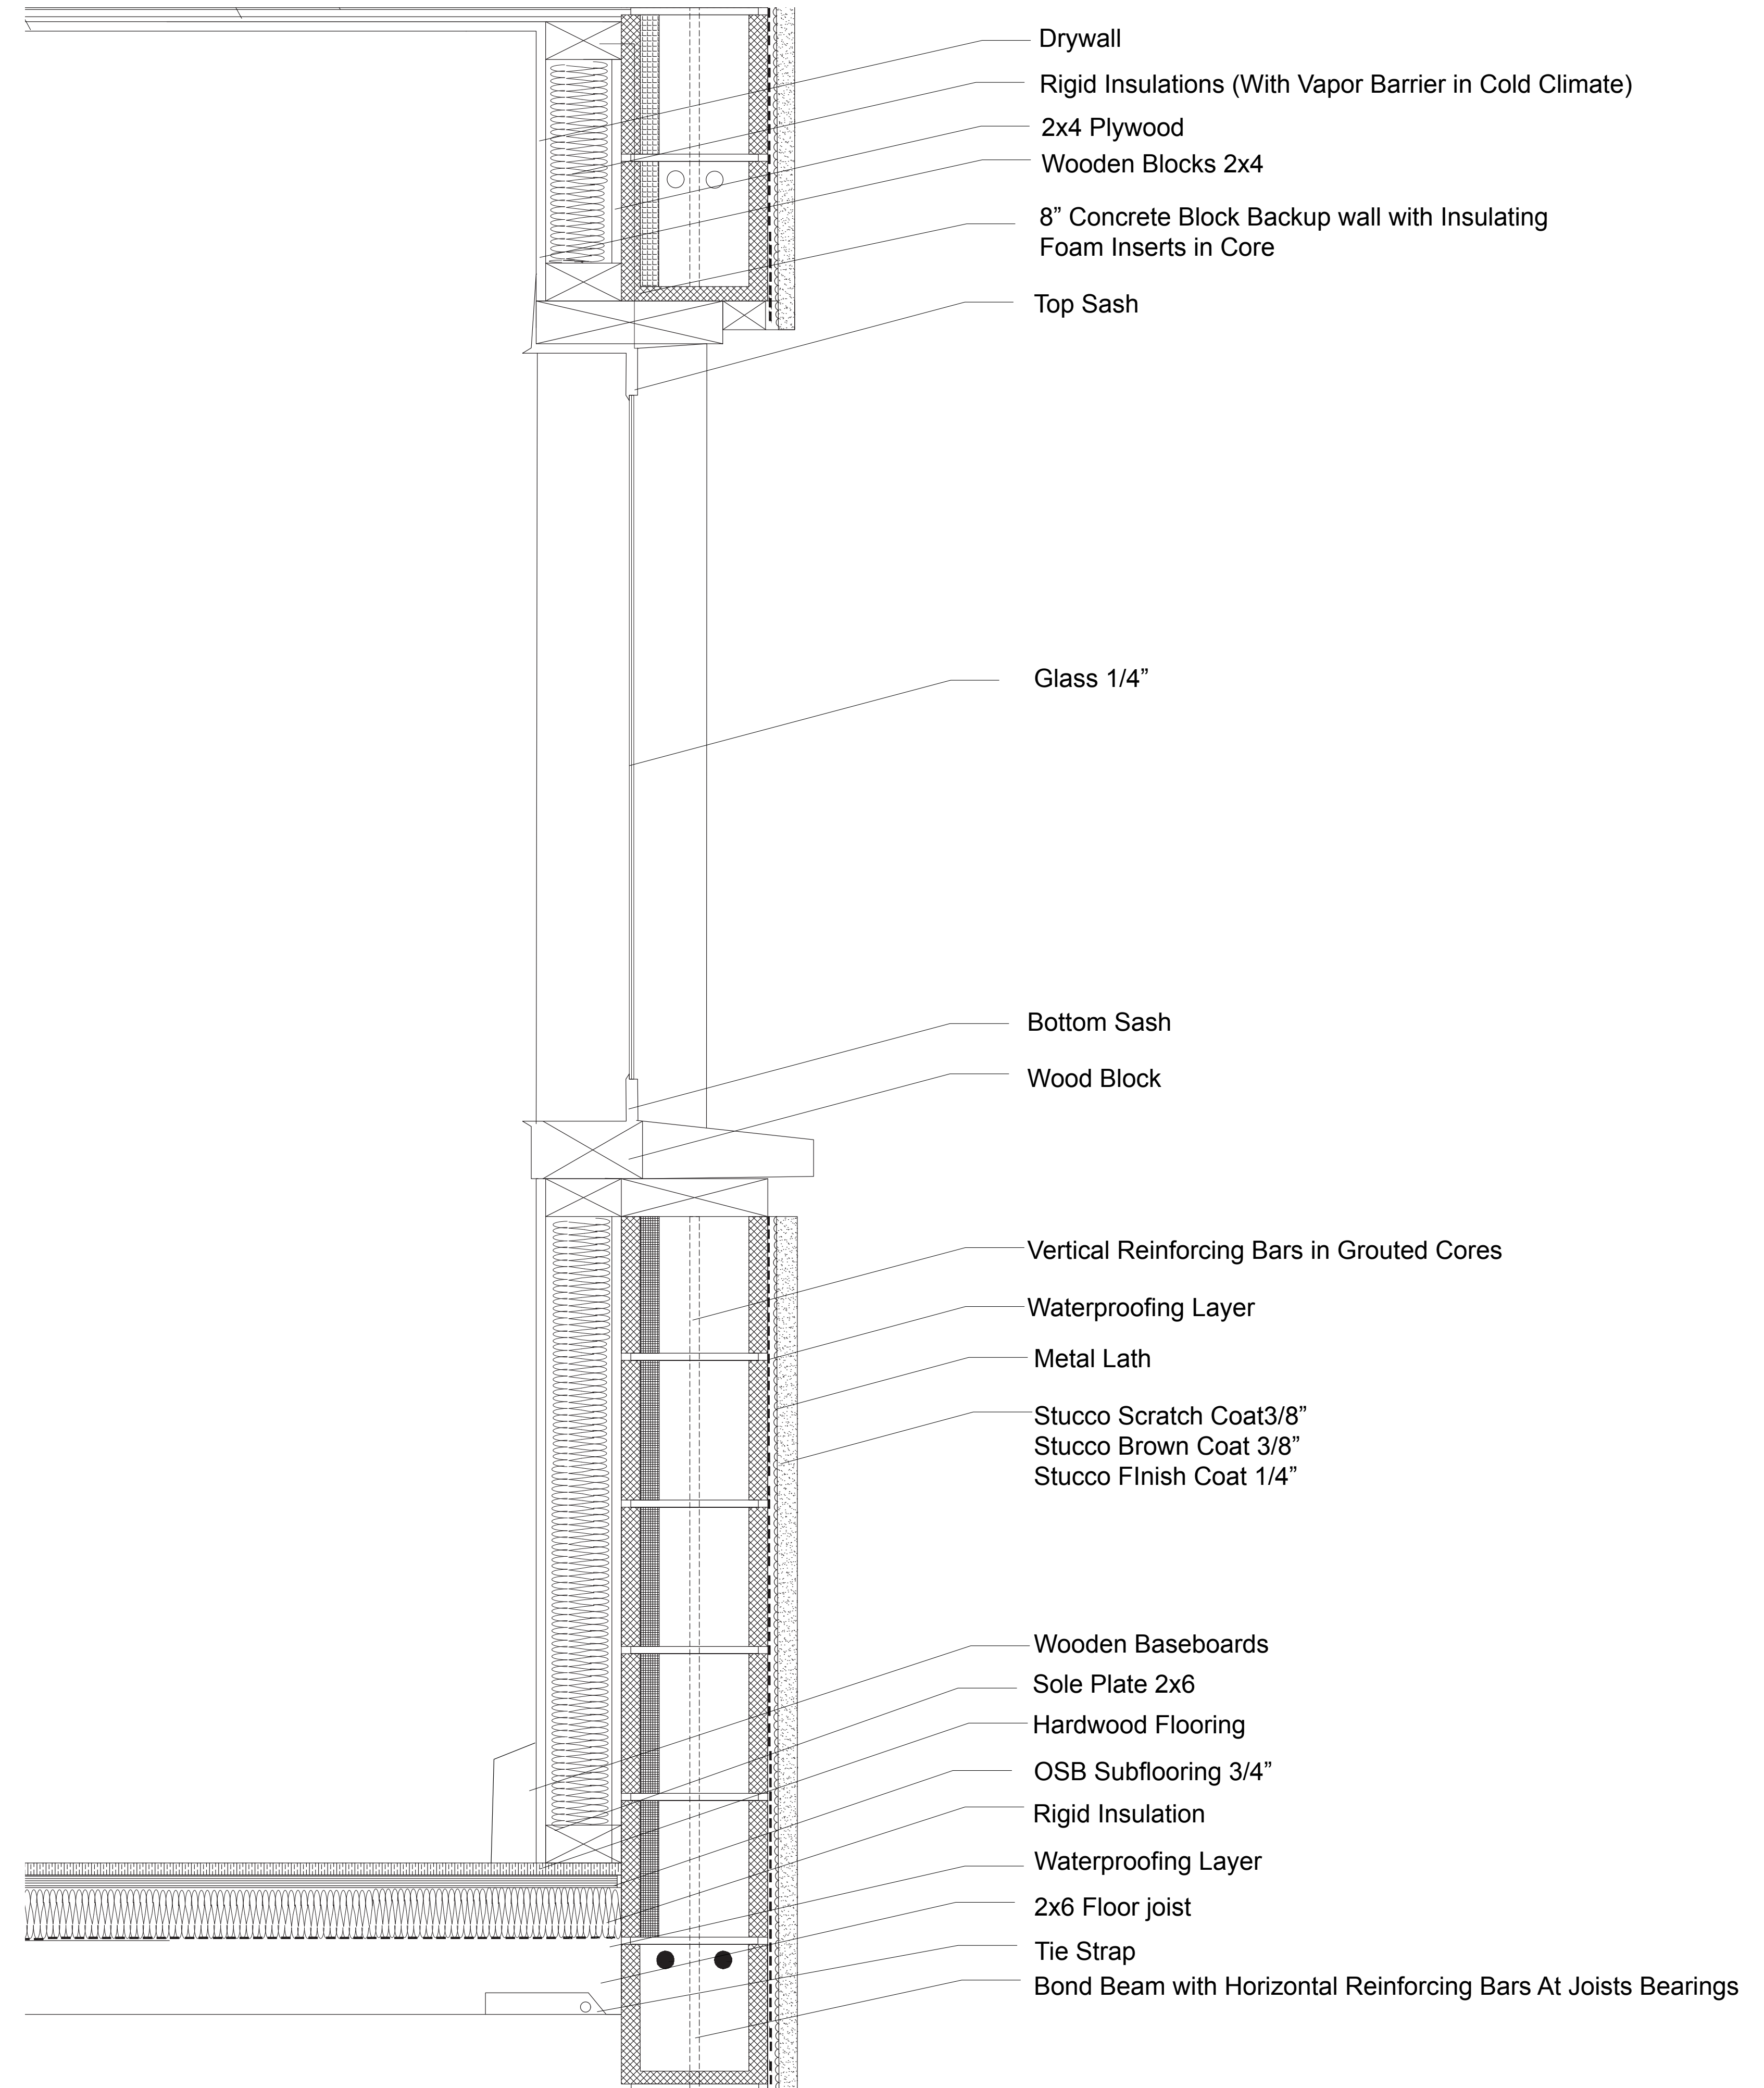 Drywall
Rigid Insulations (With Vapor Barrier in Cold Climate)
2x4 Plywood
Wooden Blocks 2x4
8” Concrete Block Backup wall with Insulating
Foam Inserts in Core
Top Sash
Glass 1/4”
Bottom Sash
Wood Block
Vertical Reinforcing Bars in Grouted Cores
Waterproofing Layer
Metal Lath
Stucco Scratch Coat3/8”
Stucco Brown Coat 3/8”
Stucco FInish Coat 1/4”
Wooden Baseboards
Sole Plate 2x6
Hardwood Flooring
OSB Subflooring 3/4”
Rigid Insulation
Waterproofing Layer
2x6 Floor joist
Tie Strap
Bond Beam with Horizontal Reinforcing Bars At Joists Bearings